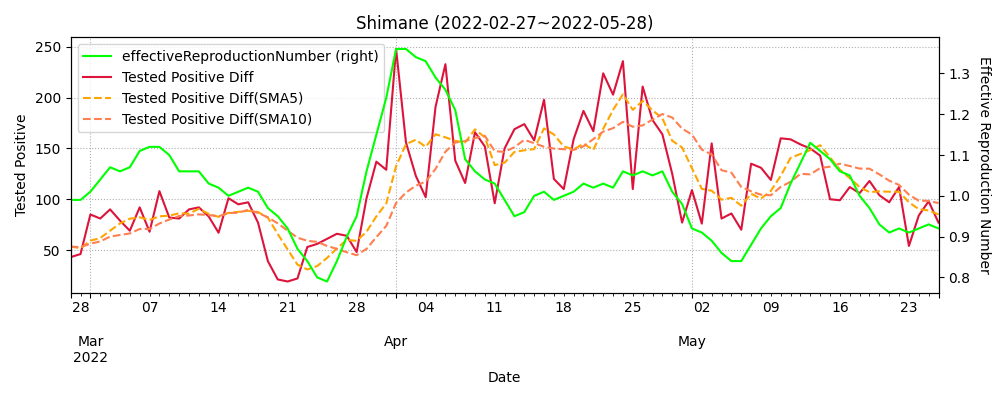 Shimane (2022-02-27~2022-05-28)
effectiveReproductionNumber (right)
Tested Positive Diff
Tested Positive Diff(SMA5)
Tested Positive Diff(SMA10)
Tested Positive
250
200
150
100
50
1.3
1.2
1.1
1.0
0.9
0.8
Effective Reproduction Number
28 07 14 21 28 04 11 18 25 02 09 16 23
Mar Apr May
2022
Date